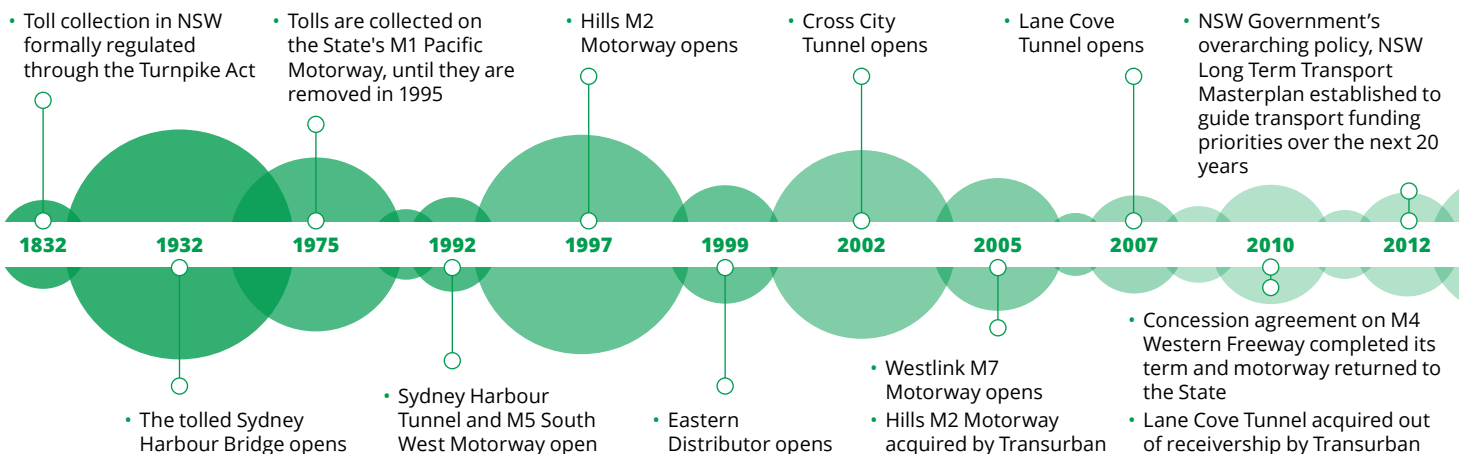 • Toll collection in NSW
formally regulated
through the Turnpike Act
• Tolls are collected on
the State's M1 Pacific
Motorway, until they are
removed in 1995
• Hills M2
Motorway opens
• Cross City
Tunnel opens
• Lane Cove
Tunnel opens
• NSW Government’s
overarching policy, NSW
Long Term Transport
Masterplan established to
guide transport funding
priorities over the next 20
years
1832 1932 1975 1992 1997 1999 2002 2005 2007 2010 2012
• The tolled Sydney
Harbour Bridge opens
• Sydney Harbour
Tunnel and M5 South
West Motorway open
• Eastern
Distributor opens
• Westlink M7
Motorway opens
• Hills M2 Motorway
acquired by Transurban
• Concession agreement on M4
Western Freeway completed its
term and motorway returned to
the State
• Lane Cove Tunnel acquired out
of receivership by Transurban